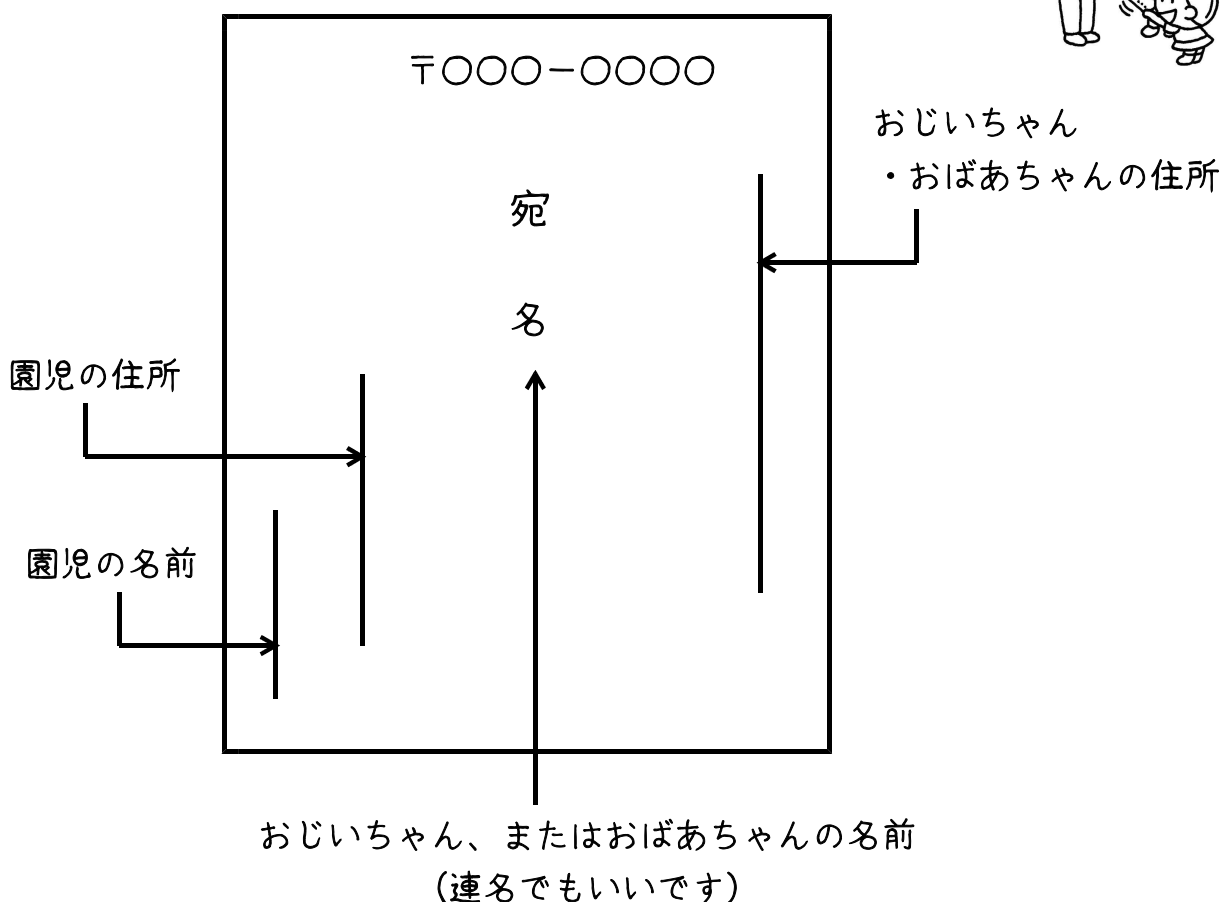 〒○○○－○○○○
おじいちゃん
・おばあちゃんの住所
宛
名
園児の住所
園児の名前
おじいちゃん、またはおばあちゃんの名前
(連名でもいいです)